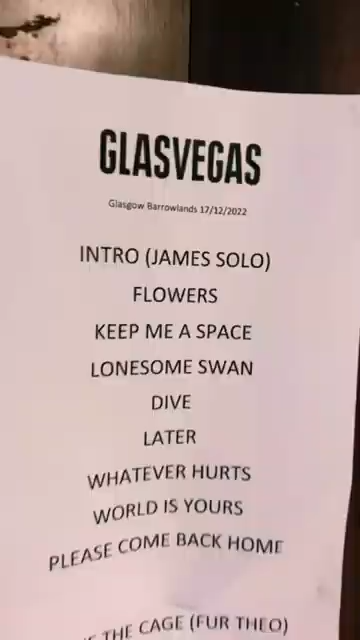 GLASVEGAS
Glasgow Barrowlands 17/12/2022
INTRO (JAMES SOLO)
FLOWERS
KEEP ME A SPACE
LONESOME SWAN
DIVE
LATER
WHATEVER HURTS
WORLD IS YOURS
PLEASE COME BACK HOME
THE CAGE (FUR THEO)